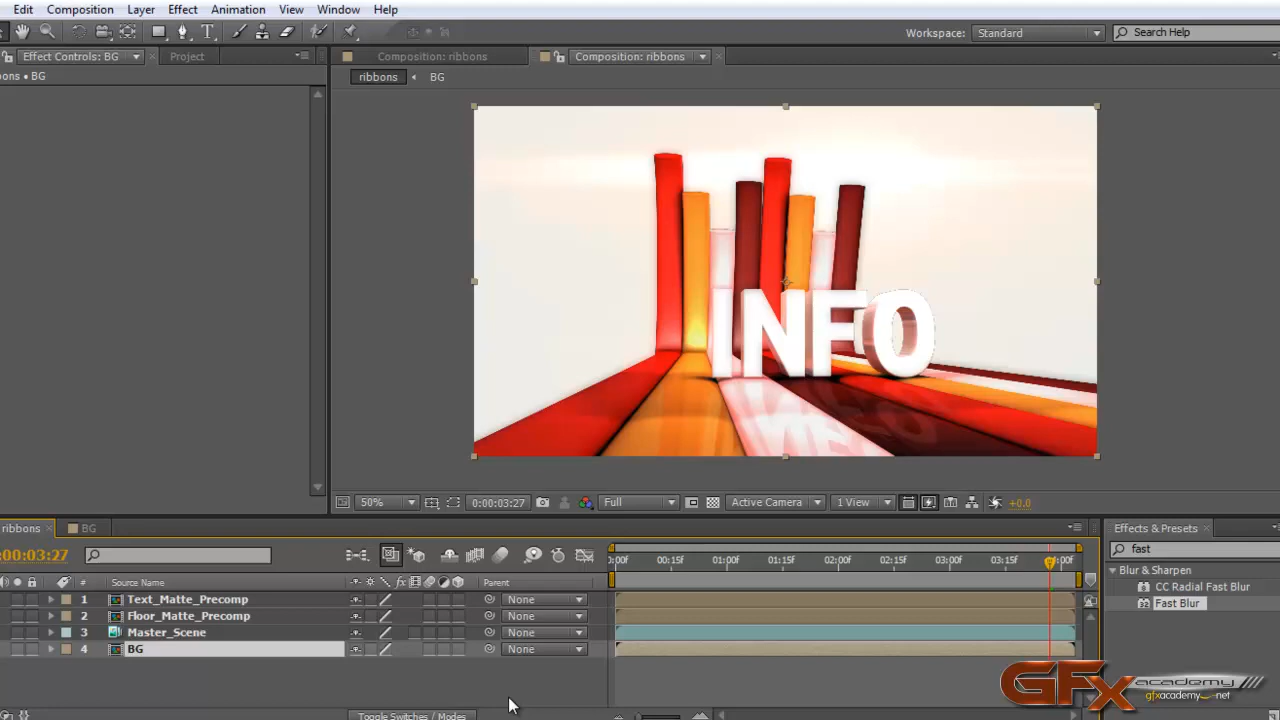 Edit Composition Layer Effect Animation View Window Help
Workspace: Standard Search Help
Effect Controls: BG Project Composition: ribbons Composition: ribbons
ons • BG ribbons BG
INFO
50% 0:00:03:27 Full Active Camera 1 View +0.0
ribbons BG Effects & Presets
:00:03:27 fast
:00f 00:15f 01:00f 01:15f 02:00f 02:15f 03:00f 03:15f :00f
Blur & Sharpen
# Source Name fx Parent
CC Radial Fast Blur
1 Text_Matte_Precomp None
Fast Blur
2 Floor_Matte_Precomp None
3 Master_Scene None
4 BG None
GFx academy
gfxacademy.net
Toggle Switches / Modes